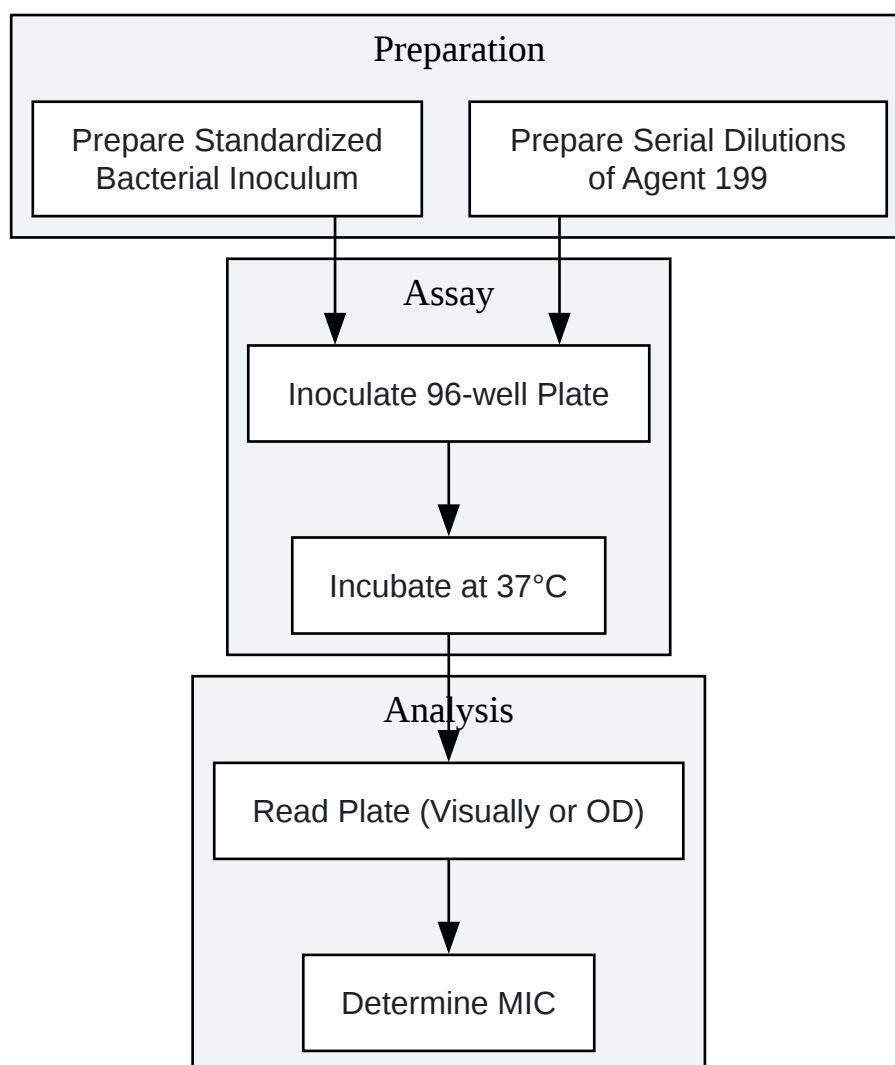 Preparation
Prepare Standardized
Bacterial Inoculum
Prepare Serial Dilutions
of Agent 199
Assay
Inoculate 96-well Plate
Incubate at 37°C
Analysis
Read Plate (Visually or OD)
Determine MIC